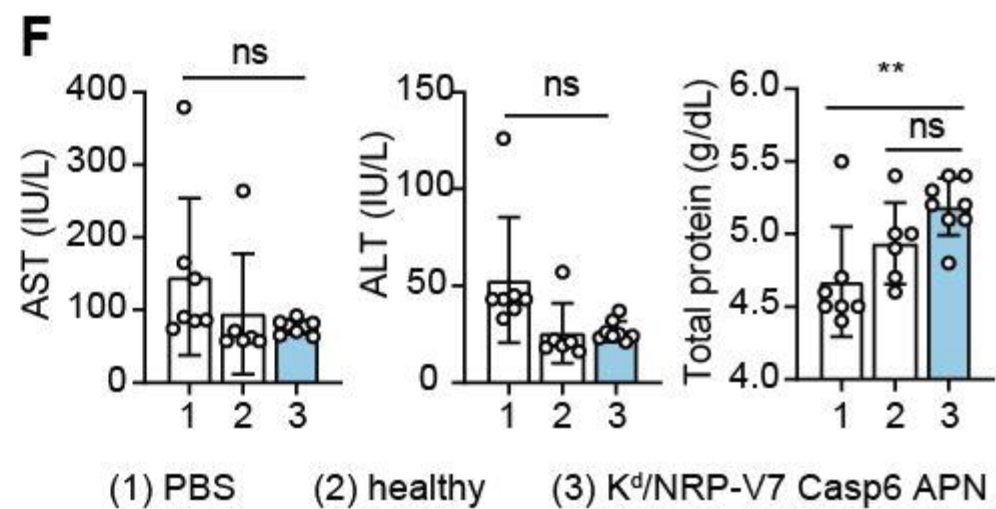 F
ns
AST (IU/L)
400
300
200
100
0
1 2 3
ns
ALT (IU/L)
150
100
50
0
1 2 3
**
ns
Total protein (g/dL)
6.0
5.5
5.0
4.5
4.0
1 2 3
(1) PBS (2) healthy (3) Kᵈ/NRP-V7 Casp6 APN